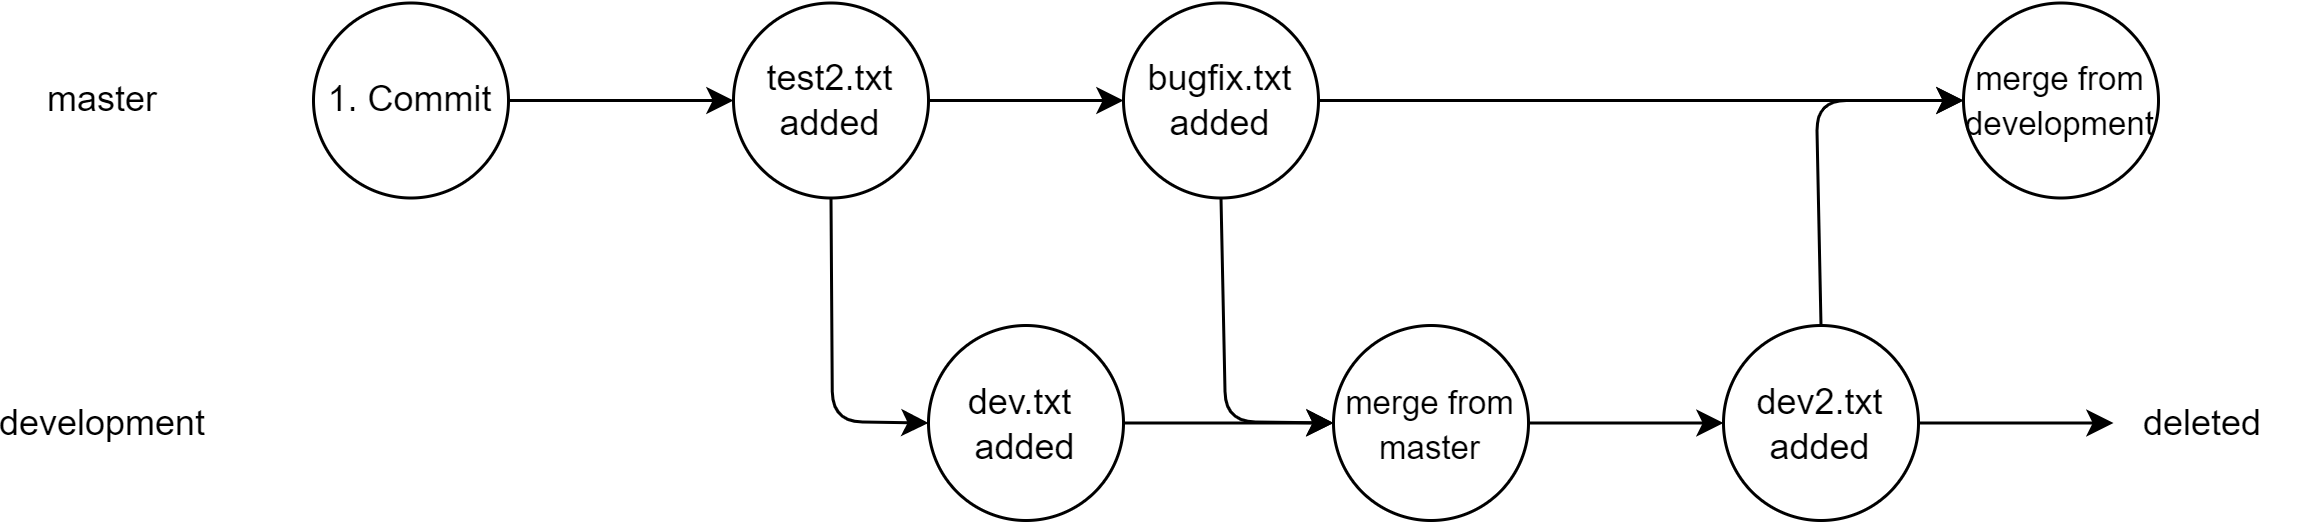 master
1. Commit
test2.txt
added
bugfix.txt
added
merge from
development
development
dev.txt
added
merge from
master
dev2.txt
added
deleted